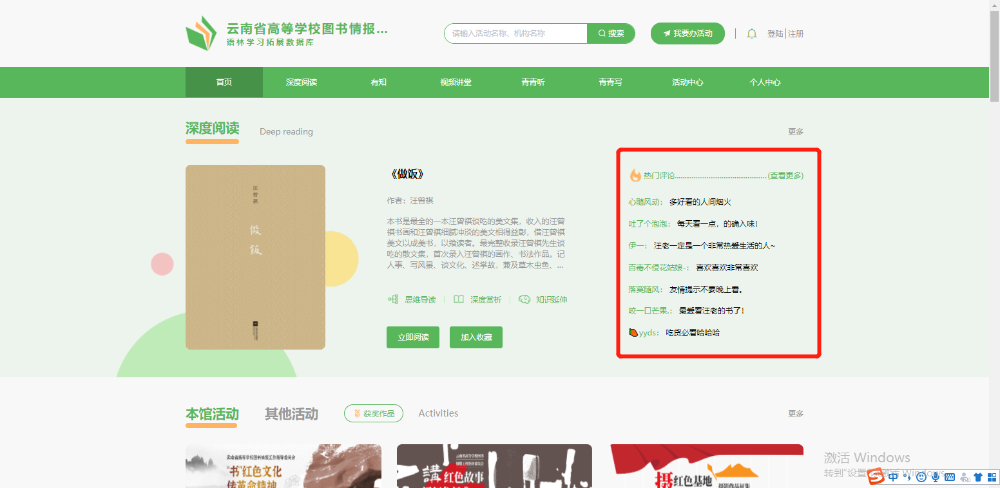 云南省高等学校图书情报...
语林学习拓展数据库
请输入活动名称、机构名称
搜索
我要办活动
登陆 | 注册
首页 深度阅读 有知 视频讲堂 青青听 青青写 活动中心 个人中心
深度阅读 Deep reading 更多
汪曾祺
做饭
《做饭》
作者：汪曾祺
本书是最全的一本汪曾祺谈吃的美文集，收入的汪曾
祺书画和汪曾祺细腻冲淡的美文相得益彰，借汪曾祺
美文以成美书，以飨读者。最完整收录汪曾祺先生谈
吃的散文集，首次录入汪曾祺的画作、书法作品。记
人事、写风景、谈文化、述掌故，兼及草木虫鱼、...
思维导读 深度赏析 知识延伸
立即阅读 加入收藏
热门评论................................................(查看更多)
心随风动： 多好看的人间烟火
吐了个泡泡： 每天看一点，的确入味！
伊一： 汪老一定是一个非常热爱生活的人~
百毒不侵花姑娘-： 喜欢喜欢非常喜欢
落寞随风： 友情提示不要晚上看。
咬一口芒果.： 最爱看汪老的书了！
yyds： 吃货必看哈哈哈
本馆活动 其他活动 获奖作品 Activities 更多
云南省高等学校图书情报工作指导委员会
“书”红色文化
传革命精神
云南省高等学校图书
情报工作指导委员会
講红色故事
摄红色基地
摄影作品征集
激活 Windows
转到“设置”以激活 Windows。
中